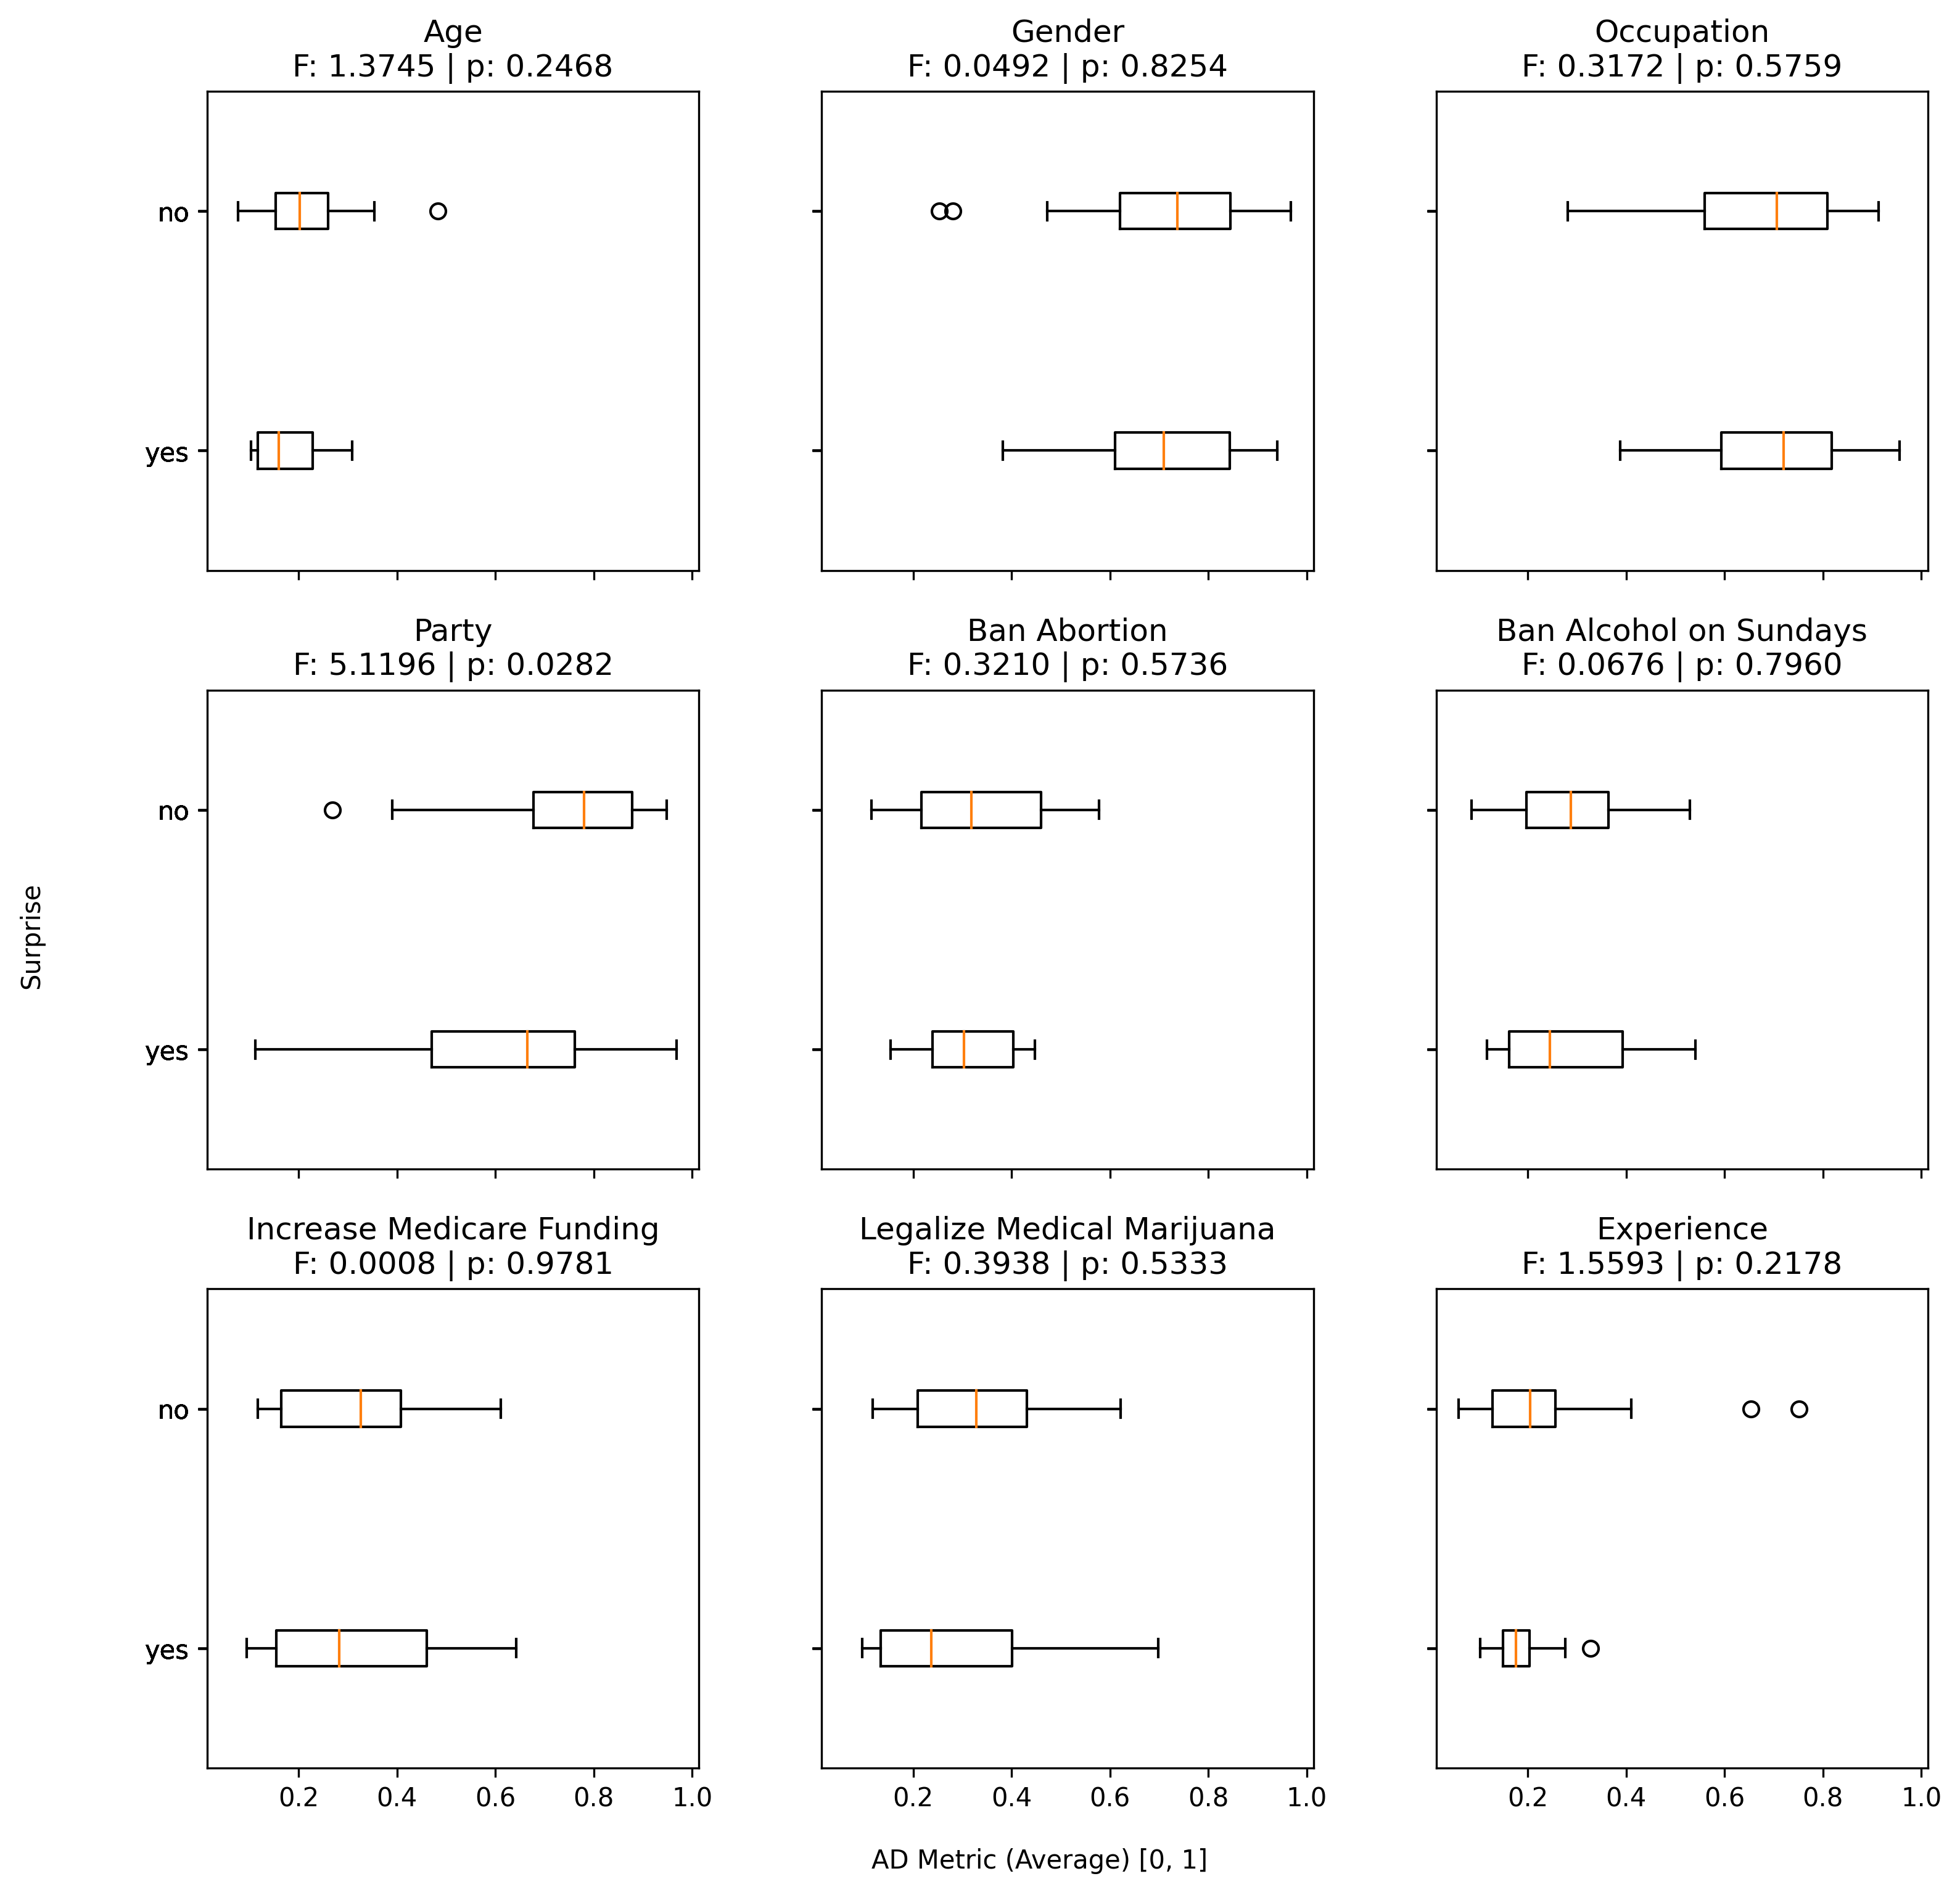 Age
F: 1.3745 | p: 0.2468
Gender
F: 0.0492 | p: 0.8254
Occupation
F: 0.3172 | p: 0.5759
no
yes
Party
F: 5.1196 | p: 0.0282
Ban Abortion
F: 0.3210 | p: 0.5736
Ban Alcohol on Sundays
F: 0.0676 | p: 0.7960
no
yes
Surprise
Increase Medicare Funding
F: 0.0008 | p: 0.9781
Legalize Medical Marijuana
F: 0.3938 | p: 0.5333
Experience
F: 1.5593 | p: 0.2178
no
yes
0.2 0.4 0.6 0.8 1.0
0.2 0.4 0.6 0.8 1.0
0.2 0.4 0.6 0.8 1.0
AD Metric (Average) [0, 1]